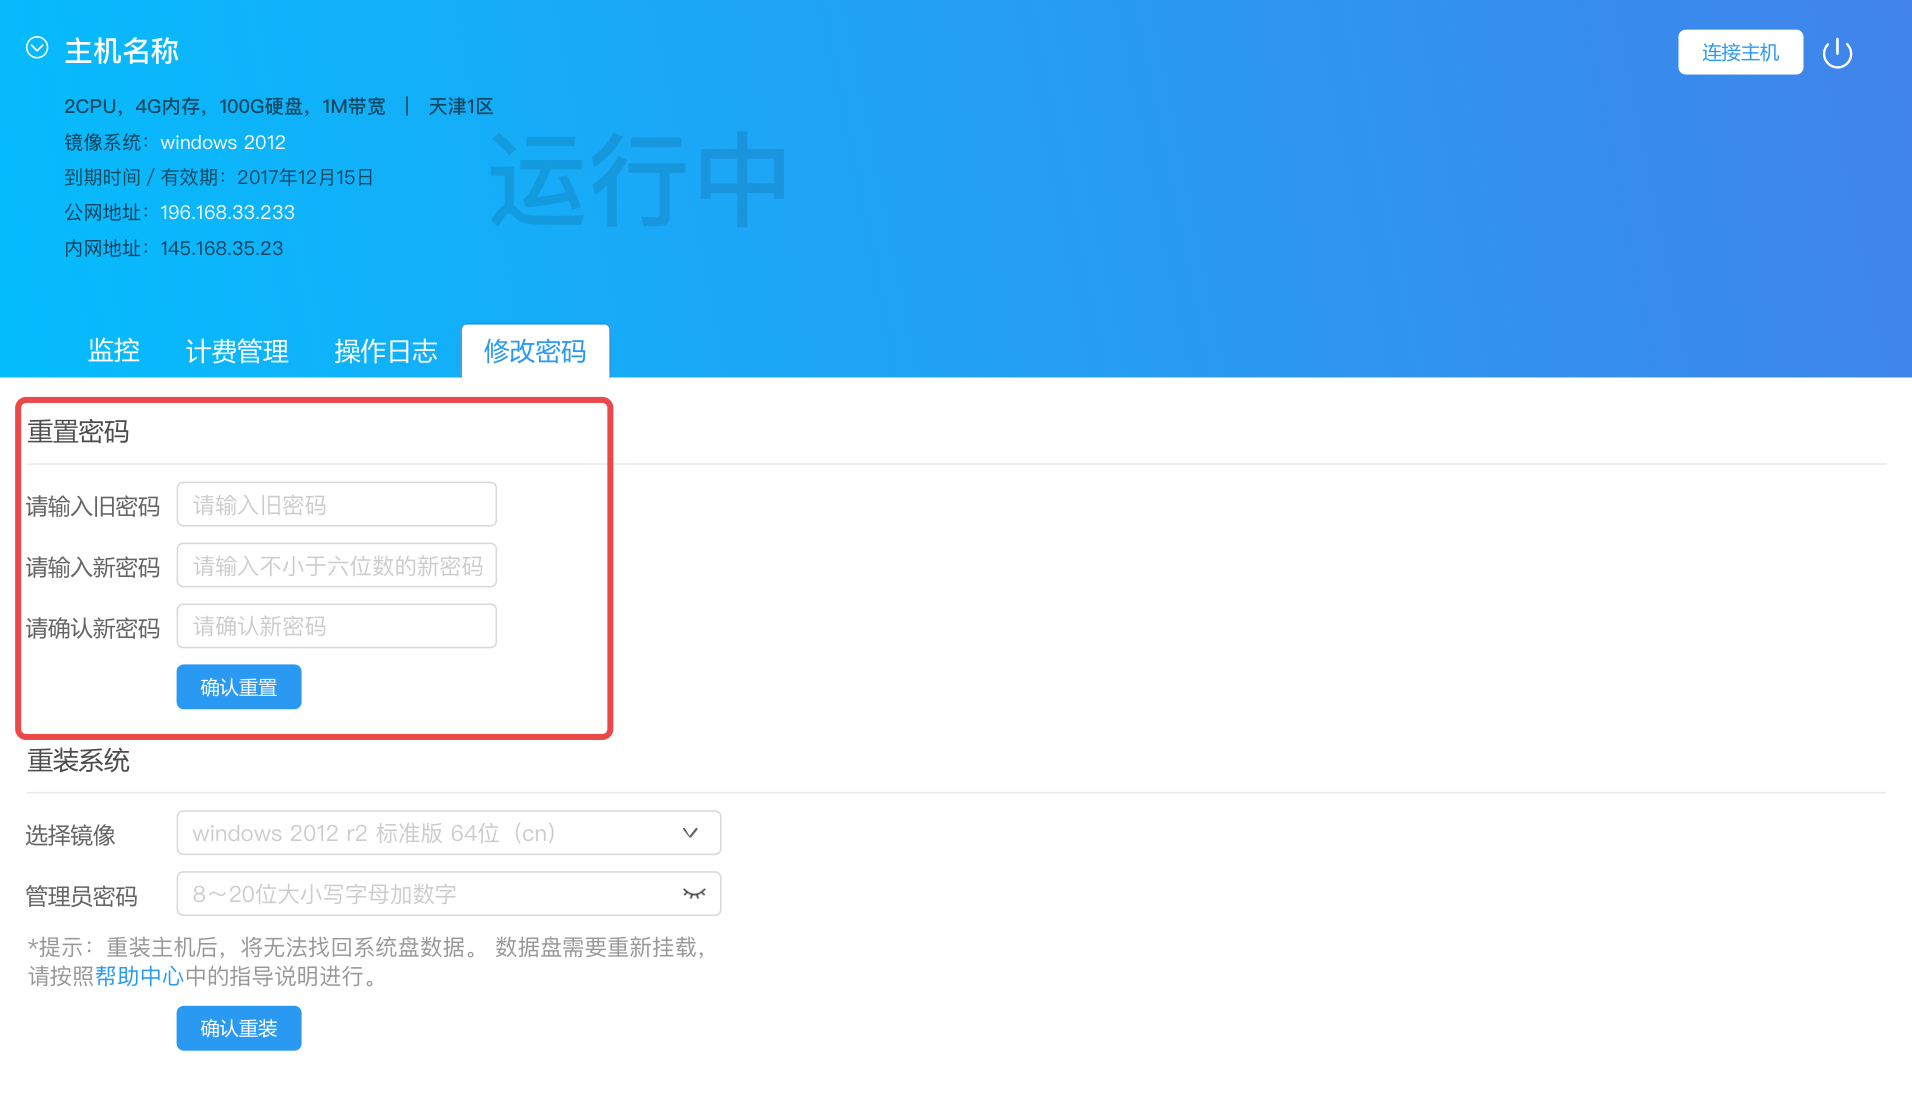 主机名称
连接主机
2CPU，4G内存，100G硬盘，1M带宽 | 天津1区
镜像系统：windows 2012
到期时间 / 有效期：2017年12月15日
公网地址：196.168.33.233
内网地址：145.168.35.23
运行中
监控 计费管理 操作日志 修改密码
重置密码
请输入旧密码 请输入旧密码
请输入新密码 请输入不小于六位数的新密码
请确认新密码 请确认新密码
确认重置
重装系统
选择镜像 windows 2012 r2 标准版 64位（cn）
管理员密码 8～20位大小写字母加数字
*提示：重装主机后，将无法找回系统盘数据。 数据盘需要重新挂载，
请按照帮助中心中的指导说明进行。
确认重装